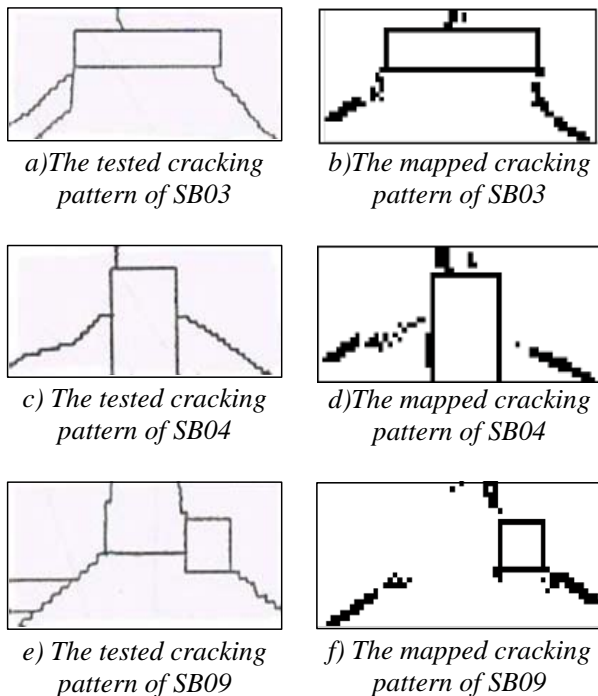 a)The tested cracking
pattern of SB03
b)The mapped cracking
pattern of SB03
c) The tested cracking
pattern of SB04
d)The mapped cracking
pattern of SB04
e) The tested cracking
pattern of SB09
f) The mapped cracking
pattern of SB09